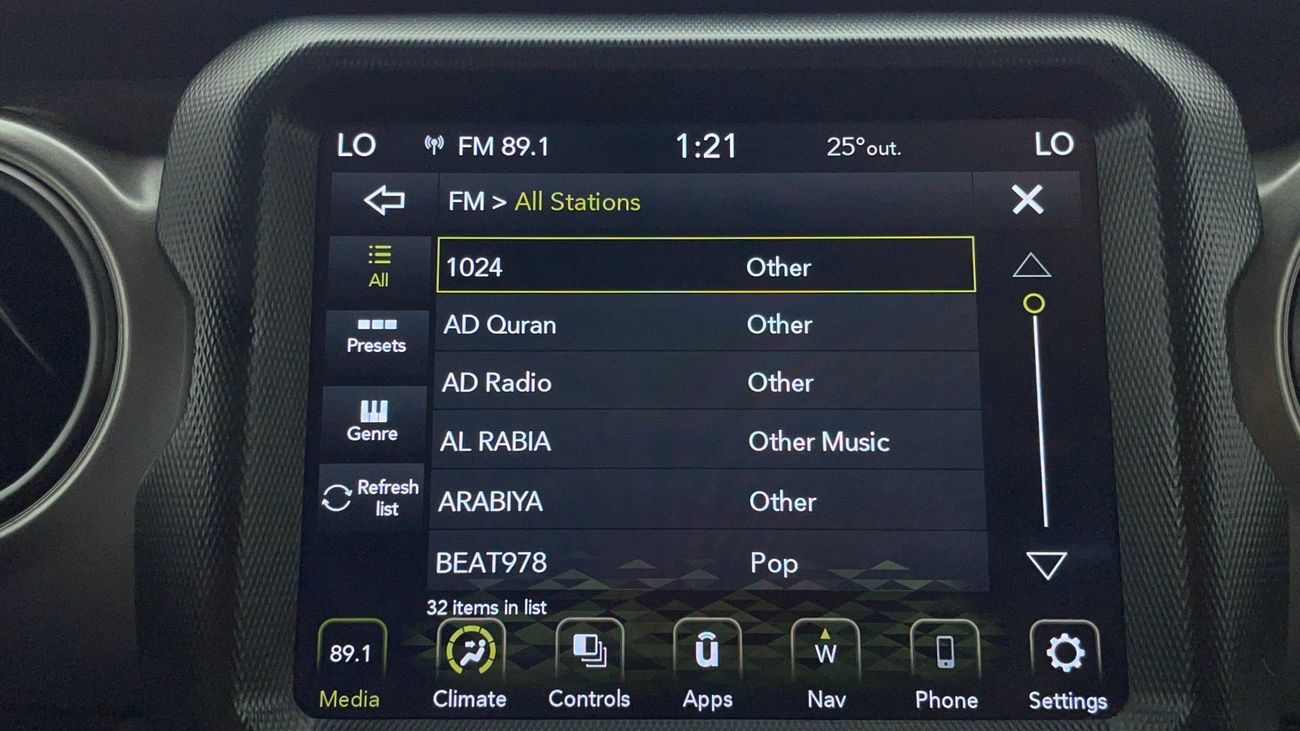 LO FM 89.1 1:21 25°out. LO
FM > All Stations
All
Presets
Genre
Refresh
list
1024 Other
AD Quran Other
AD Radio Other
AL RABIA Other Music
ARABIYA Other
BEAT978 Pop
32 items in list
89.1 W
Media Climate Controls Apps Nav Phone Settings